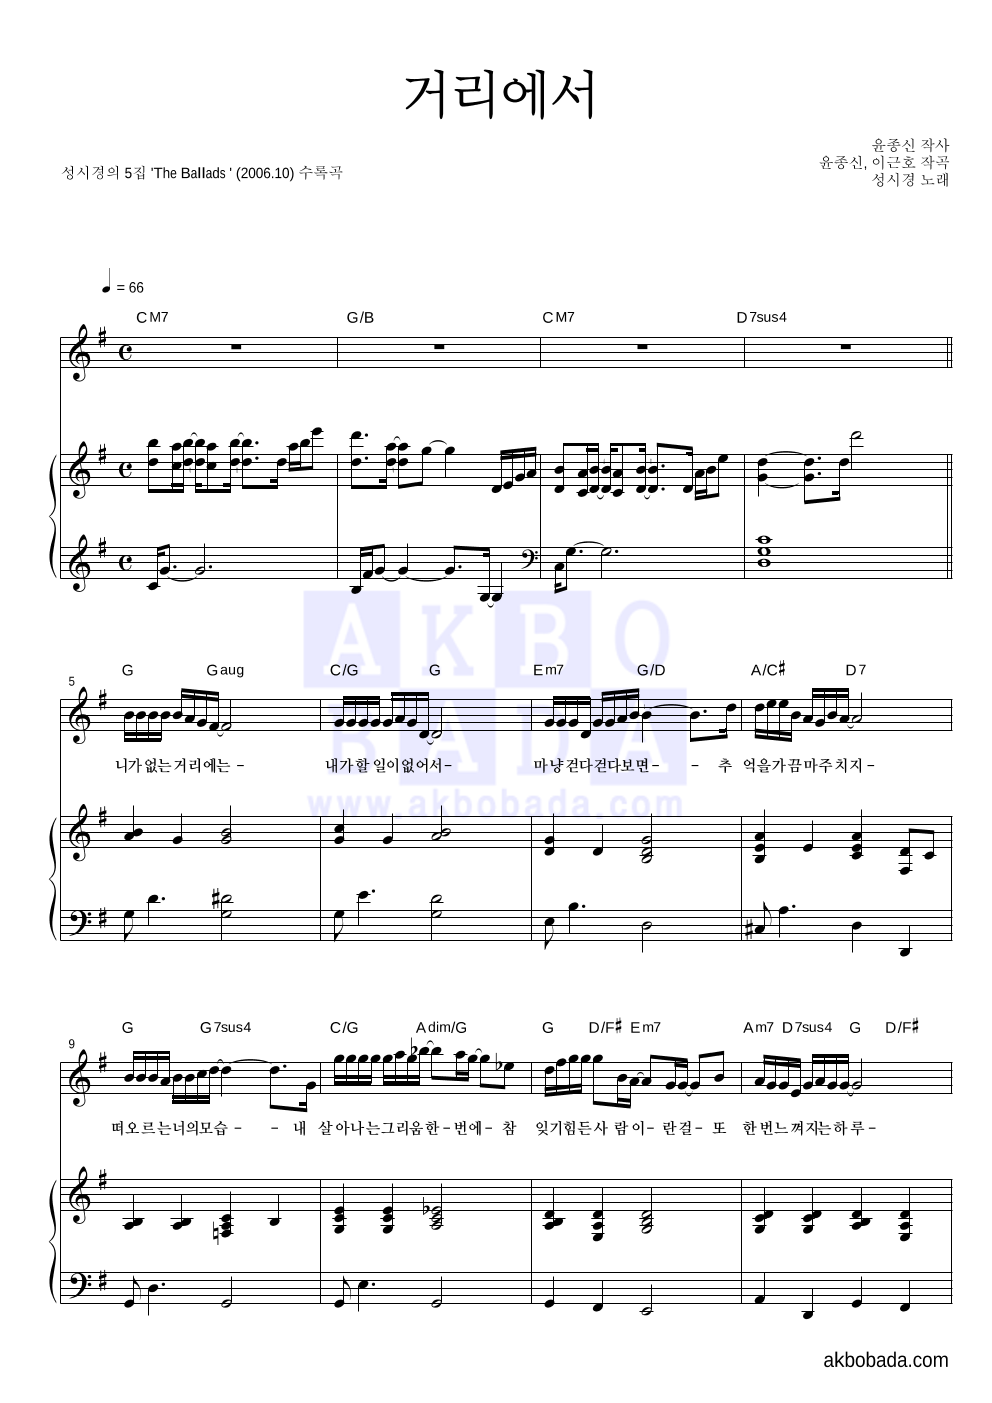 거리에서
윤종신 작사
윤종신, 이근호 작곡
성시경의 5집 'The Ballads ' (2006.10) 수록곡
성시경 노래
= 66
CM7 G/B CM7 D7sus4
AKBO
BADA
www.akbobada.com
5
G Gaug C/G G Em7 G/D A/C♯ D7
니가없는거리에는 - 내가할일이없어서- 마냥걷다걷다보면- - 추 억을가끔마주치지 -
9
G G7sus4 C/G Adim/G G D/F♯ Em7 Am7 D7sus4 G D/F♯
떠오르는너의모습 - - 내 살아나는그리움한- 번에- 참 잊기힘든사 람이- 란걸- 또 한번느껴지는하루-
akbobada.com